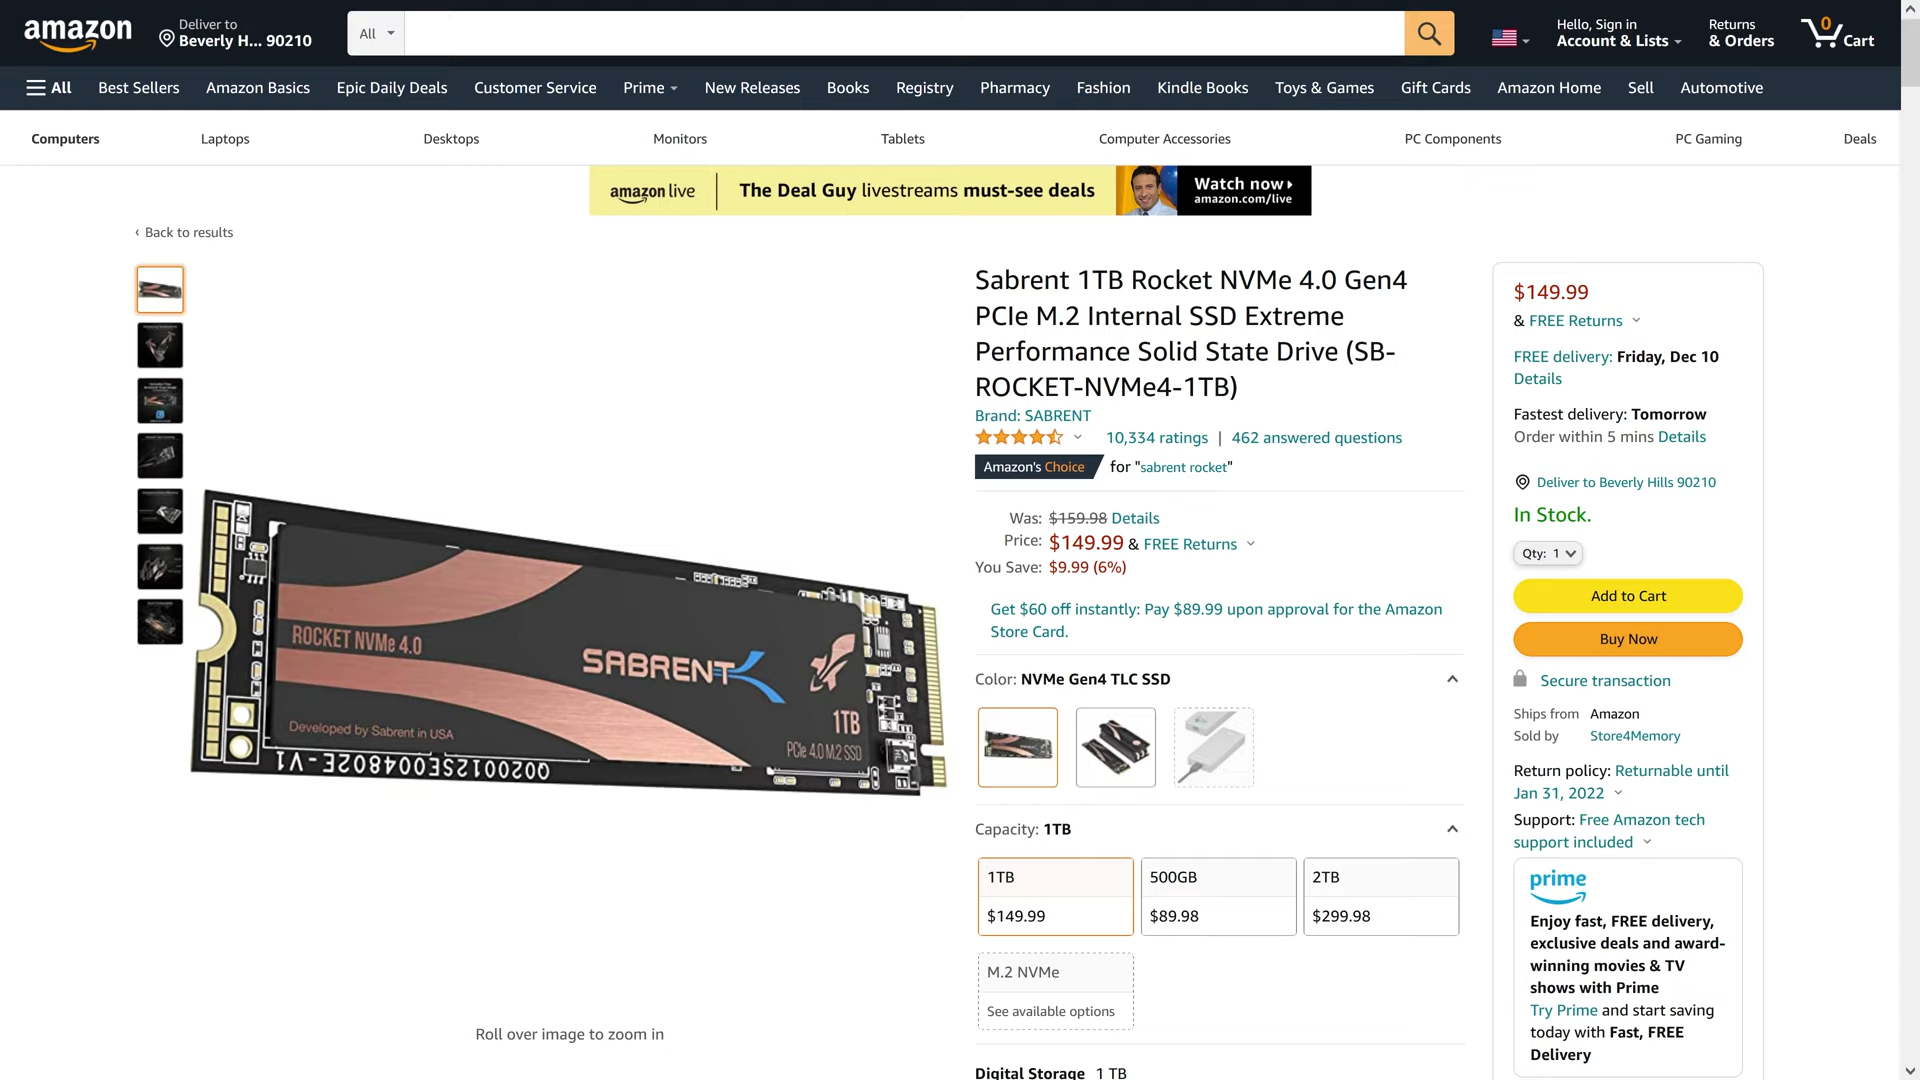 amazon
Deliver to
Beverly H... 90210
All
Hello, Sign in
Account & Lists
Returns
& Orders
0
Cart
All
Best Sellers
Amazon Basics
Epic Daily Deals
Customer Service
Prime
New Releases
Books
Registry
Pharmacy
Fashion
Kindle Books
Toys & Games
Gift Cards
Amazon Home
Sell
Automotive
Computers
Laptops
Desktops
Monitors
Tablets
Computer Accessories
PC Components
PC Gaming
Deals
amazon live
The Deal Guy livestreams must-see deals
Watch now
amazon.com/live
‹ Back to results
ROCKET NVMe 4.0
SABRENT
1TB
PCIe 4.0 M.2 SSD
Developed by Sabrent in USA
Roll over image to zoom in
Sabrent 1TB Rocket NVMe 4.0 Gen4
PCIe M.2 Internal SSD Extreme
Performance Solid State Drive (SB-
ROCKET-NVMe4-1TB)
Brand: SABRENT
10,334 ratings | 462 answered questions
Amazon's Choice for "sabrent rocket"
Was: $159.98 Details
Price: $149.99 & FREE Returns
You Save: $9.99 (6%)
Get $60 off instantly: Pay $89.99 upon approval for the Amazon
Store Card.
Color: NVMe Gen4 TLC SSD
Capacity: 1TB
1TB
$149.99
500GB
$89.98
2TB
$299.98
M.2 NVMe
See available options
Digital Storage 1 TB
$149.99
& FREE Returns
FREE delivery: Friday, Dec 10
Details
Fastest delivery: Tomorrow
Order within 5 mins Details
Deliver to Beverly Hills 90210
In Stock.
Qty: 1
Add to Cart
Buy Now
Secure transaction
Ships from Amazon
Sold by Store4Memory
Return policy: Returnable until
Jan 31, 2022
Support: Free Amazon tech
support included
prime
Enjoy fast, FREE delivery,
exclusive deals and award-
winning movies & TV
shows with Prime
Try Prime and start saving
today with Fast, FREE
Delivery